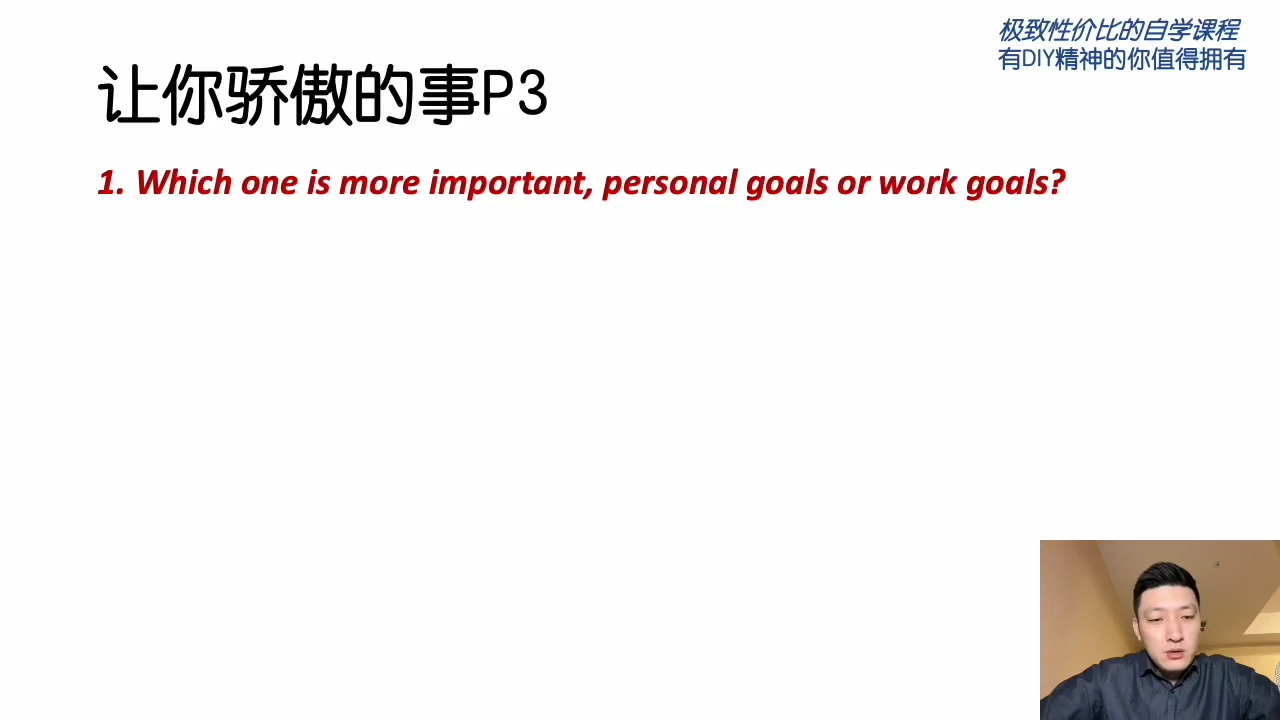 极致性价比的自学课程
有DIY精神的你值得拥有
让你骄傲的事P3
1. Which one is more important, personal goals or work goals?